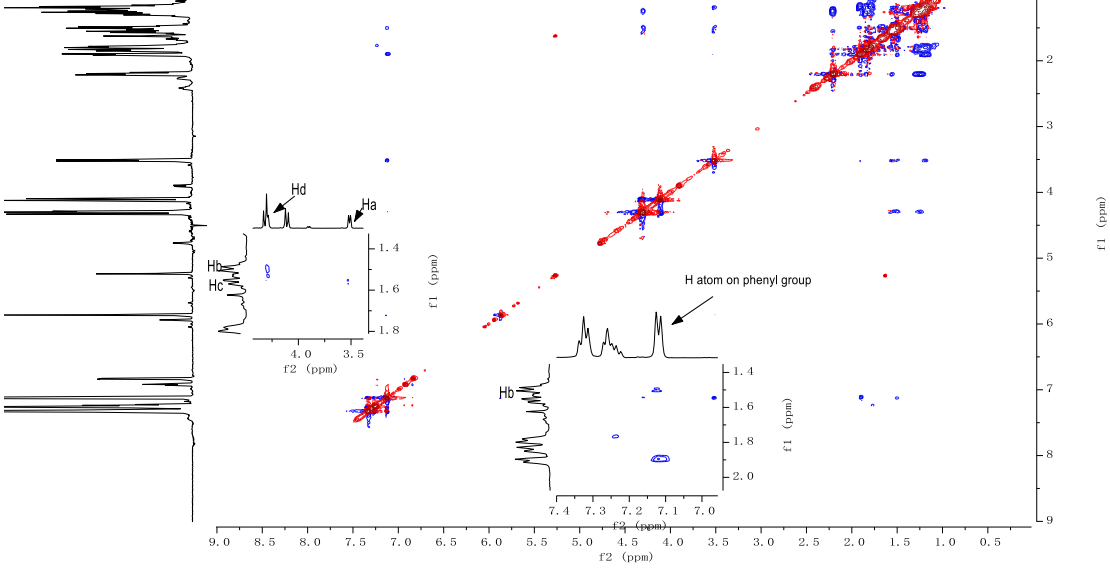 2
3
4
5
6
7
8
9
f1 (ppm)
Hd
Ha
Hb
Hc
1.4
1.6
1.8
f1 (ppm)
4.0 3.5
f2 (ppm)
H atom on phenyl group
Hb
1.4
1.6
1.8
2.0
f1 (ppm)
7.4 7.3 7.2 7.1 7.0
f2 (ppm)
9.0 8.5 8.0 7.5 7.0 6.5 6.0 5.5 5.0 4.5 4.0 3.5 3.0 2.5 2.0 1.5 1.0 0.5
f2 (ppm)